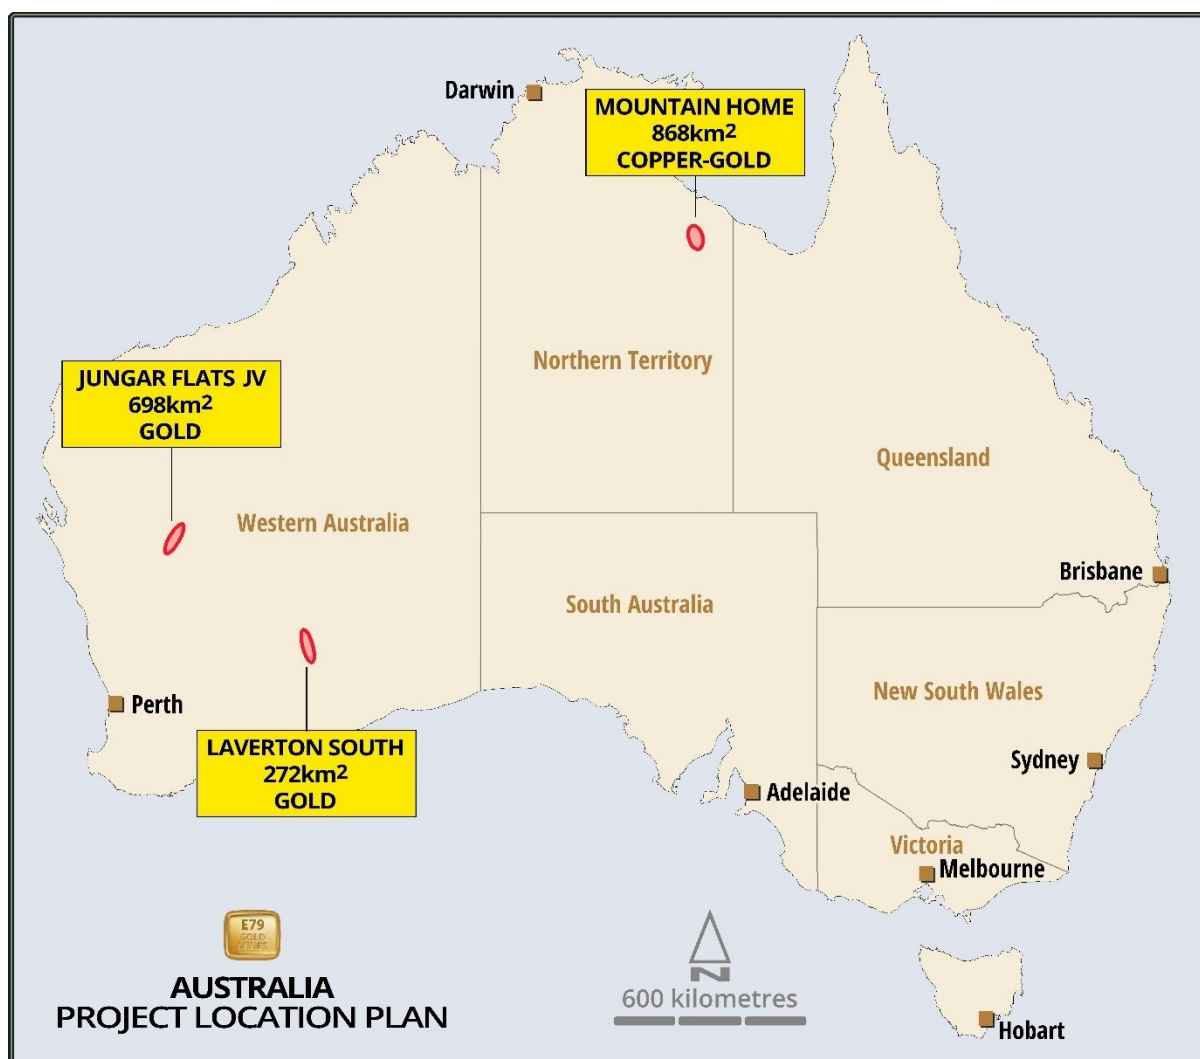 Darwin
MOUNTAIN HOME
868km2
COPPER-GOLD
Northern Territory
JUNGAR FLATS JV
698km2
GOLD
Queensland
Western Australia
Brisbane
South Australia
New South Wales
Perth
LAVERTON SOUTH
272km2
GOLD
Sydney
Adelaide
Victoria
Melbourne
E79
GOLD
MINES
AUSTRALIA
PROJECT LOCATION PLAN
N
600 kilometres
Hobart